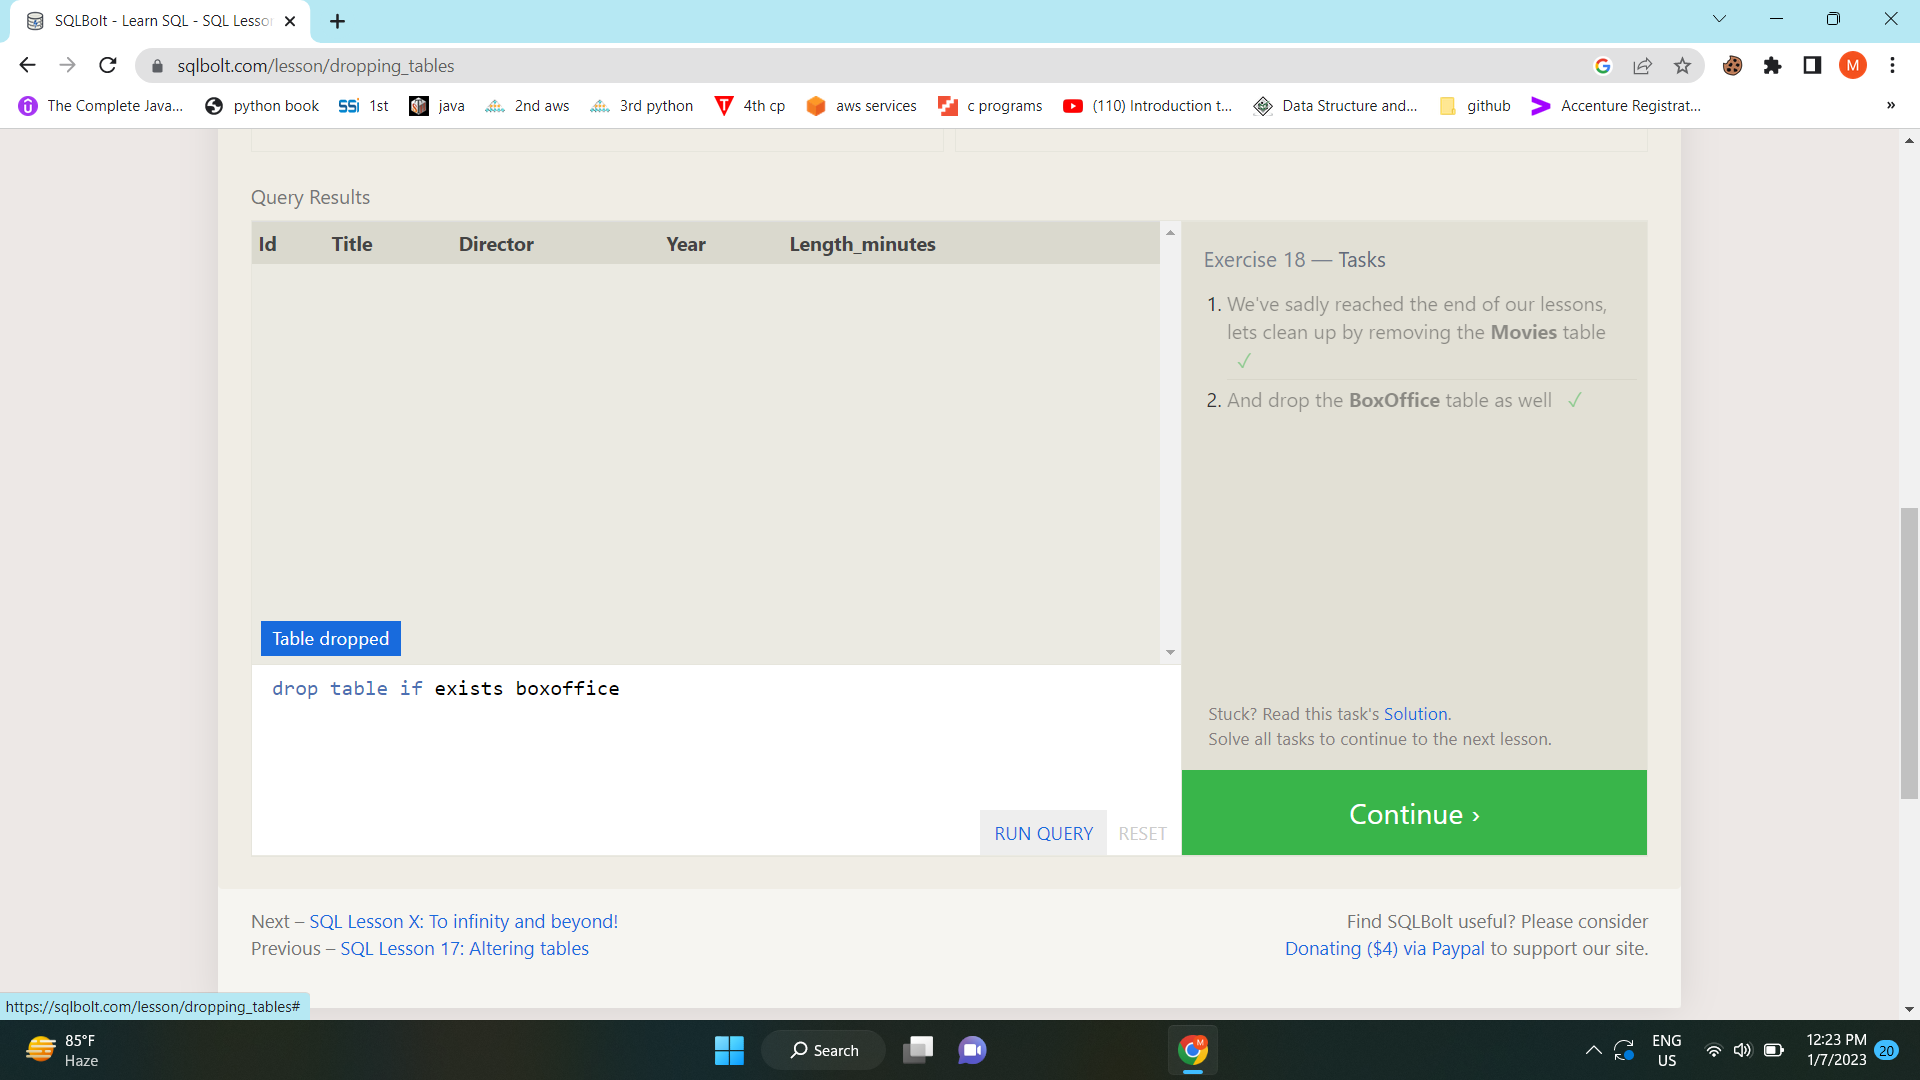 SQLBolt - Learn SQL - SQL Lesso
sqlbolt.com/lesson/dropping_tables
M
The Complete Java...
python book
SSi 1st
java
2nd aws
3rd python
4th cp
aws services
c programs
(110) Introduction t...
Data Structure and...
github
Accenture Registrat...
»
Query Results
Id Title Director Year Length_minutes
Exercise 18 — Tasks
1. We've sadly reached the end of our lessons,
lets clean up by removing the Movies table
✓
2. And drop the BoxOffice table as well ✓
Table dropped
drop table if exists boxoffice
Stuck? Read this task's Solution.
Solve all tasks to continue to the next lesson.
RUN QUERY RESET
Continue ›
Next – SQL Lesson X: To infinity and beyond!
Previous – SQL Lesson 17: Altering tables
Find SQLBolt useful? Please consider
Donating ($4) via Paypal to support our site.
https://sqlbolt.com/lesson/dropping_tables#
85°F
Haze
Search
M
ENG
US
12:23 PM
1/7/2023
20